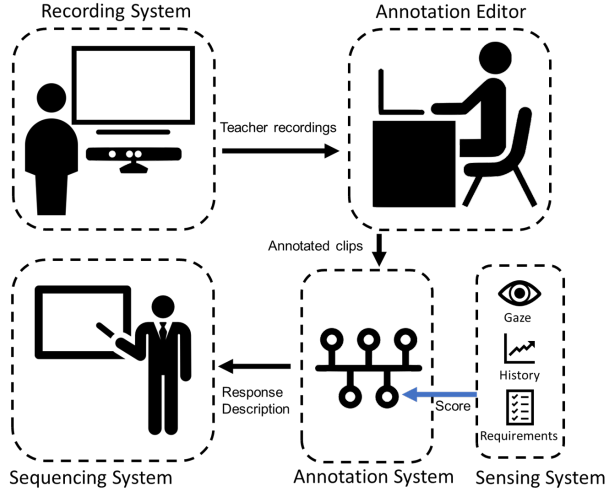 Recording System
Annotation Editor
Teacher recordings
Annotated clips
Gaze
History
Requirements
Response
Description
Score
Sequencing System
Annotation System
Sensing System